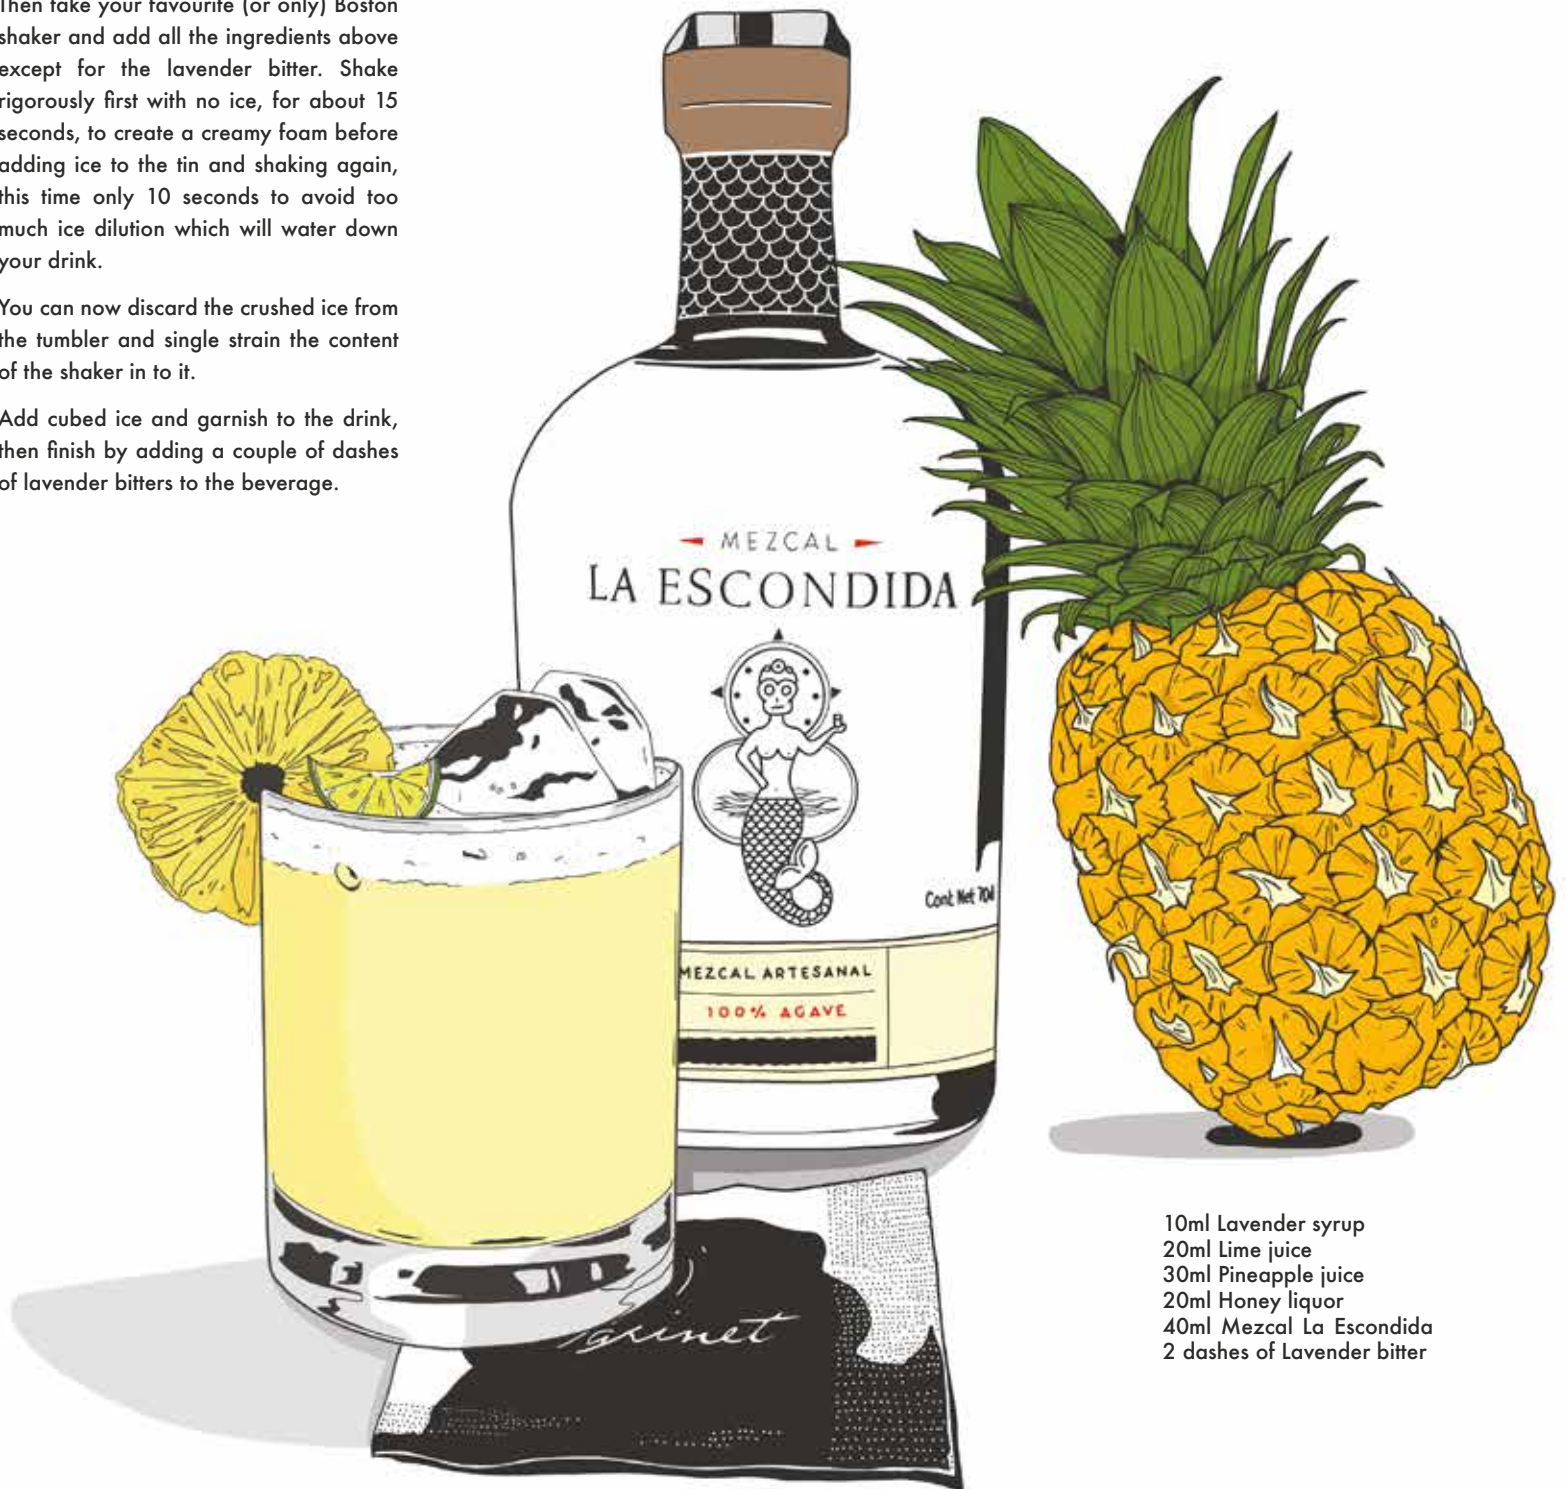 Then take your favourite (or only) Boston
shaker and add all the ingredients above
except for the lavender bitter. Shake
rigorously first with no ice, for about 15
seconds, to create a creamy foam before
adding ice to the tin and shaking again,
this time only 10 seconds to avoid too
much ice dilution which will water down
your drink.
You can now discard the crushed ice from
the tumbler and single strain the content
of the shaker in to it.
Add cubed ice and garnish to the drink,
then finish by adding a couple of dashes
of lavender bitters to the beverage.
MEZCAL
LA ESCONDIDA
Cont Net
MEZCAL ARTESANAL
100% AGAVE
10ml Lavender syrup
20ml Lime juice
30ml Pineapple juice
20ml Honey liquor
40ml Mezcal La Escondida
2 dashes of Lavender bitter